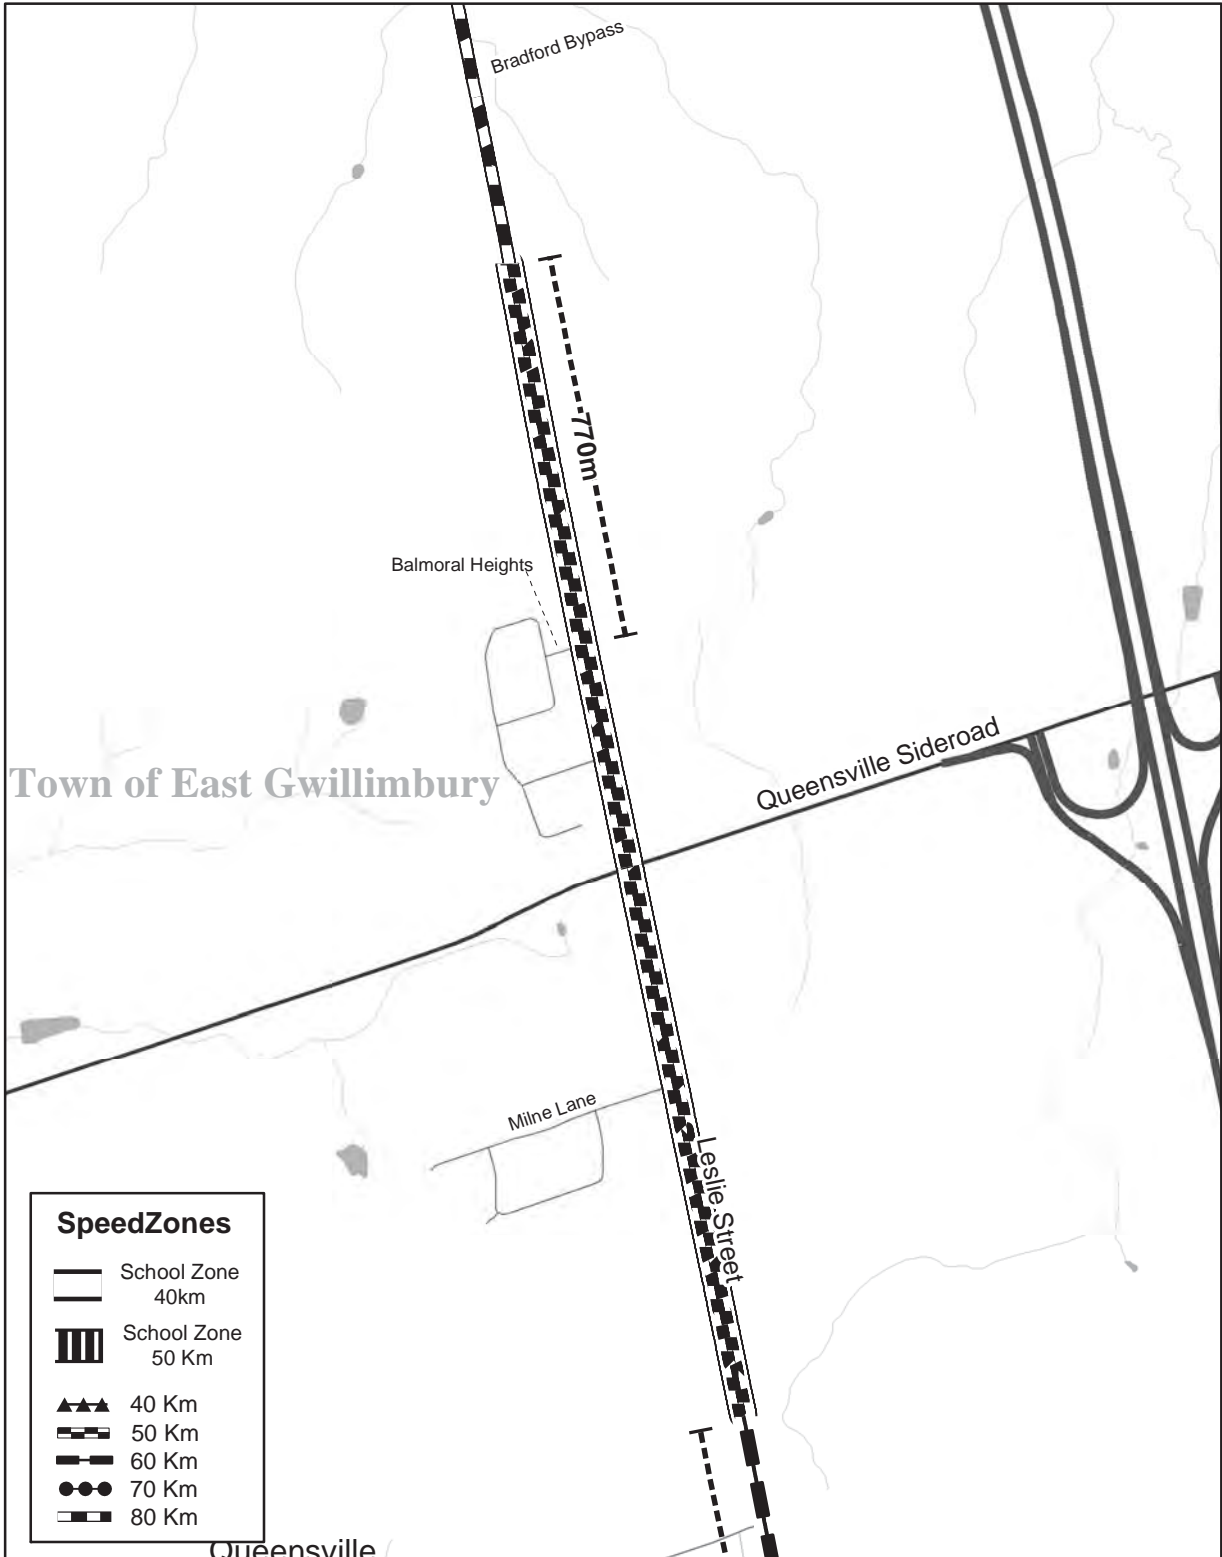 Bradford Bypass
770m
Balmoral Heights
Queensville Sideroad
Town of East Gwillimbury
Milne Lane
Leslie Street
SpeedZones
School Zone
40km
School Zone
50 Km
40 Km
50 Km
60 Km
70 Km
80 Km
Queensville